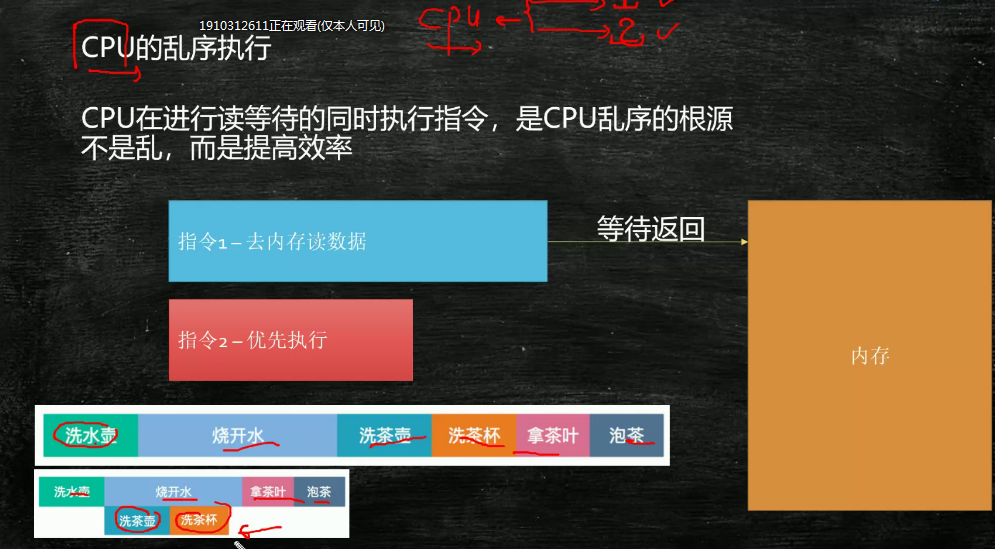 1910312611正在观看(仅本人可见)
CPU
1
2
CPU的乱序执行
CPU在进行读等待的同时执行指令，是CPU乱序的根源
不是乱，而是提高效率
指令1 – 去内存读数据
等待返回
指令2 – 优先执行
内存
洗水壶 烧开水 洗茶壶 洗茶杯 拿茶叶 泡茶
洗水壶 烧开水 拿茶叶 泡茶
洗茶壶 洗茶杯